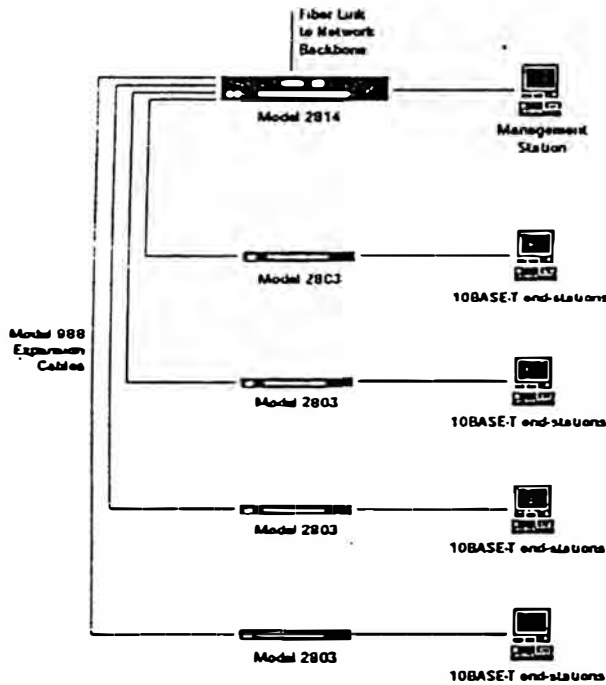 Fiber Link
to Network
Backbone
Model 2814
Management
Station
Model 2803
10BASE-T end-stations
Model 988
Expansion
Cables
Model 2803
10BASE-T end-stations
Model 2803
10BASE-T end-stations
Model 2803
10BASE-T end-stations